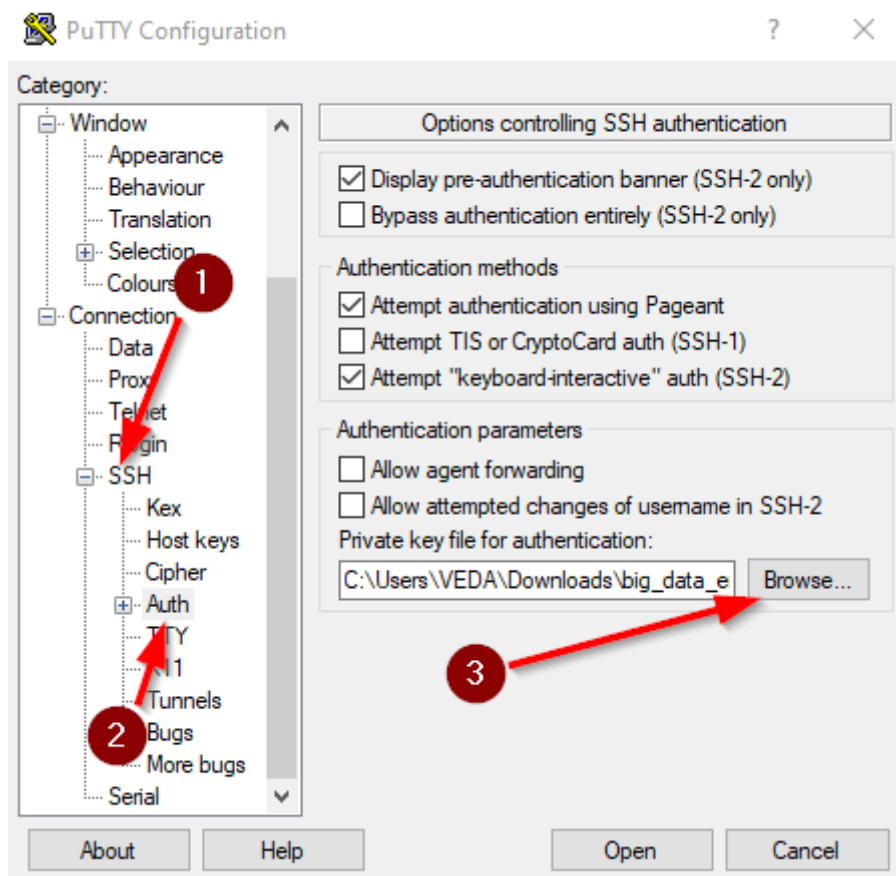 PuTTY Configuration
?
Category:
Window
Appearance
Behaviour
Translation
Selection
Colours
1
Connection
Data
Proxy
Telnet
Rlogin
SSH
Kex
Host keys
Cipher
Auth
TTY
X11
Tunnels
2
Bugs
More bugs
Serial
Options controlling SSH authentication
Display pre-authentication banner (SSH-2 only)
Bypass authentication entirely (SSH-2 only)
Authentication methods
Attempt authentication using Pageant
Attempt TIS or CryptoCard auth (SSH-1)
Attempt "keyboard-interactive" auth (SSH-2)
Authentication parameters
Allow agent forwarding
Allow attempted changes of username in SSH-2
Private key file for authentication:
C:\Users\VEDA\Downloads\big_data_e Browse...
3
About Help Open Cancel